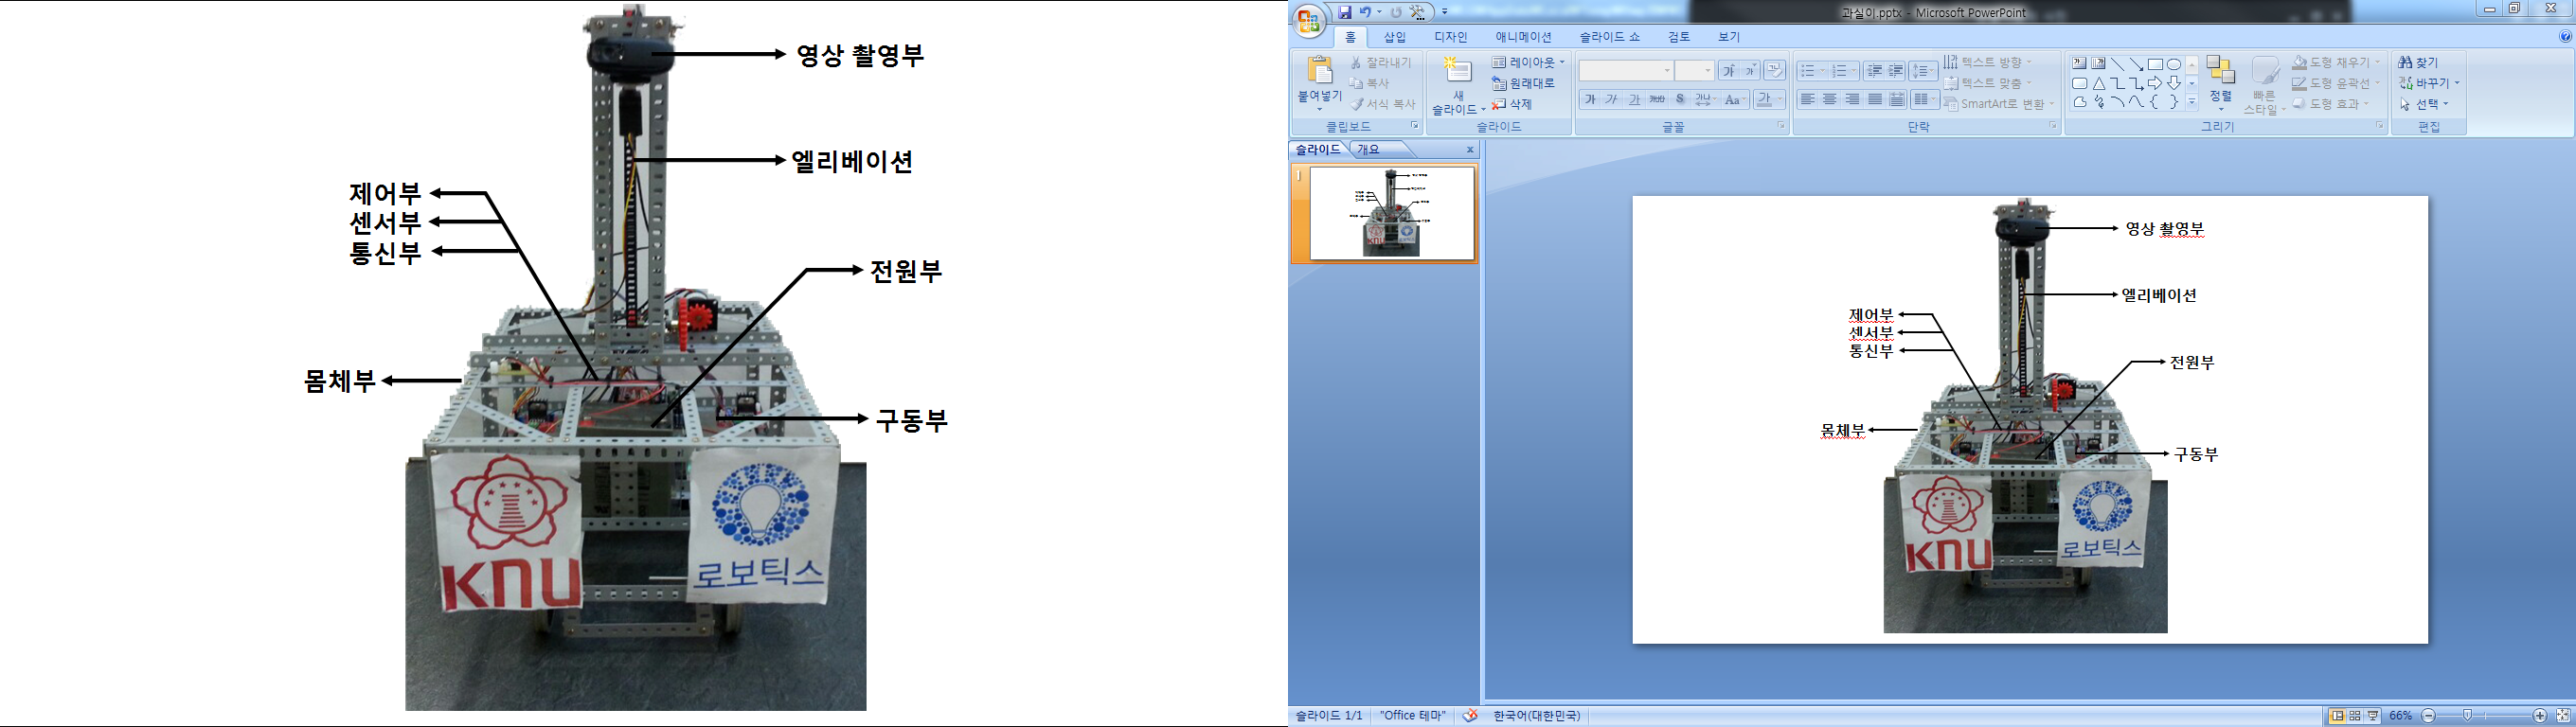 영상 촬영부
엘리베이션
제어부
센서부
통신부
전원부
몸체부
구동부
KNU
로보틱스
과실이.pptx - Microsoft PowerPoint
홈 삽입 디자인 애니메이션 슬라이드 쇼 검토 보기
붙여넣기
잘라내기
복사
서식 복사
클립보드
새 슬라이드
레이아웃
원래대로
삭제
슬라이드
가 가
가 가 가 가 S 가나 Aa 가
글꼴
텍스트 방향
텍스트 맞춤
SmartArt로 변환
단락
정렬
빠른 스타일
도형 채우기
도형 윤곽선
도형 효과
그리기
찾기
바꾸기
선택
편집
슬라이드 개요
1
영상 촬영부
엘리베이션
제어부
센서부
통신부
전원부
몸체부
구동부
KNU
로보틱스
슬라이드 1/1 "Office 테마" 한국어(대한민국) 66%